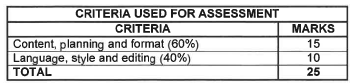 CRITERIA USED FOR ASSESSMENT
CRITERIA MARKS
Content, planning and format (60%) 15
Language, style and editing (40%) 10
TOTAL 25